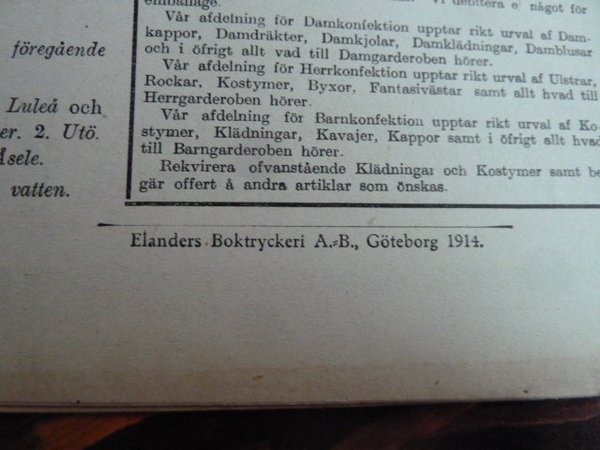 föregående
Luleå och
er. 2. Utö.
Åsele.
vatten.
emballage. debitera ej något för
Vår afdelning för Damkonfektion upptar rikt urval af Dam-
kappor, Damdräkter, Damkjolar, Damklädningar, Damblusar
och i öfrigt allt vad till Damgarderoben hörer.
Vår afdelning för Herrkonfektion upptar rikt urval af Ulstrar,
Rockar, Kostymer, Byxor, Fantasivästar samt allt hvad till
Herrgarderoben hörer.
Vår afdelning för Barnkonfektion upptar rikt urval af Ko-
stymer, Klädningar, Kavajer, Kappor samt i öfrigt allt hvad
till Barngarderoben hörer.
Rekvirera ofvanstående Klädningar och Kostymer samt be
gär offert å andra artiklar som önskas.
Elanders Boktryckeri A.-B., Göteborg 1914.